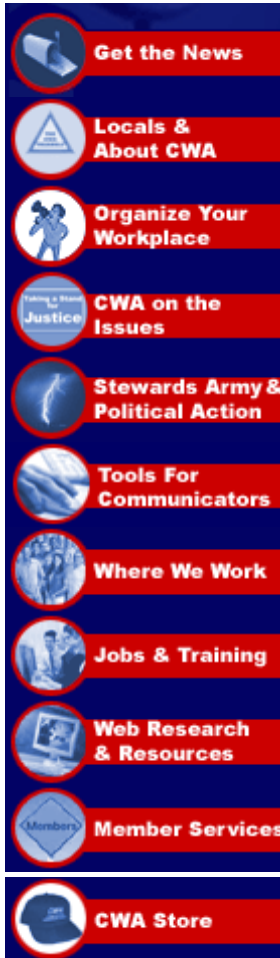 Get the News
Locals &
About CWA
Organize Your
Workplace
Taking a Stand
for
Justice
CWA on the
Issues
Stewards Army &
Political Action
Tools For
Communicators
Where We Work
Jobs & Training
Web Research
& Resources
Members
Member Services
CWA Store